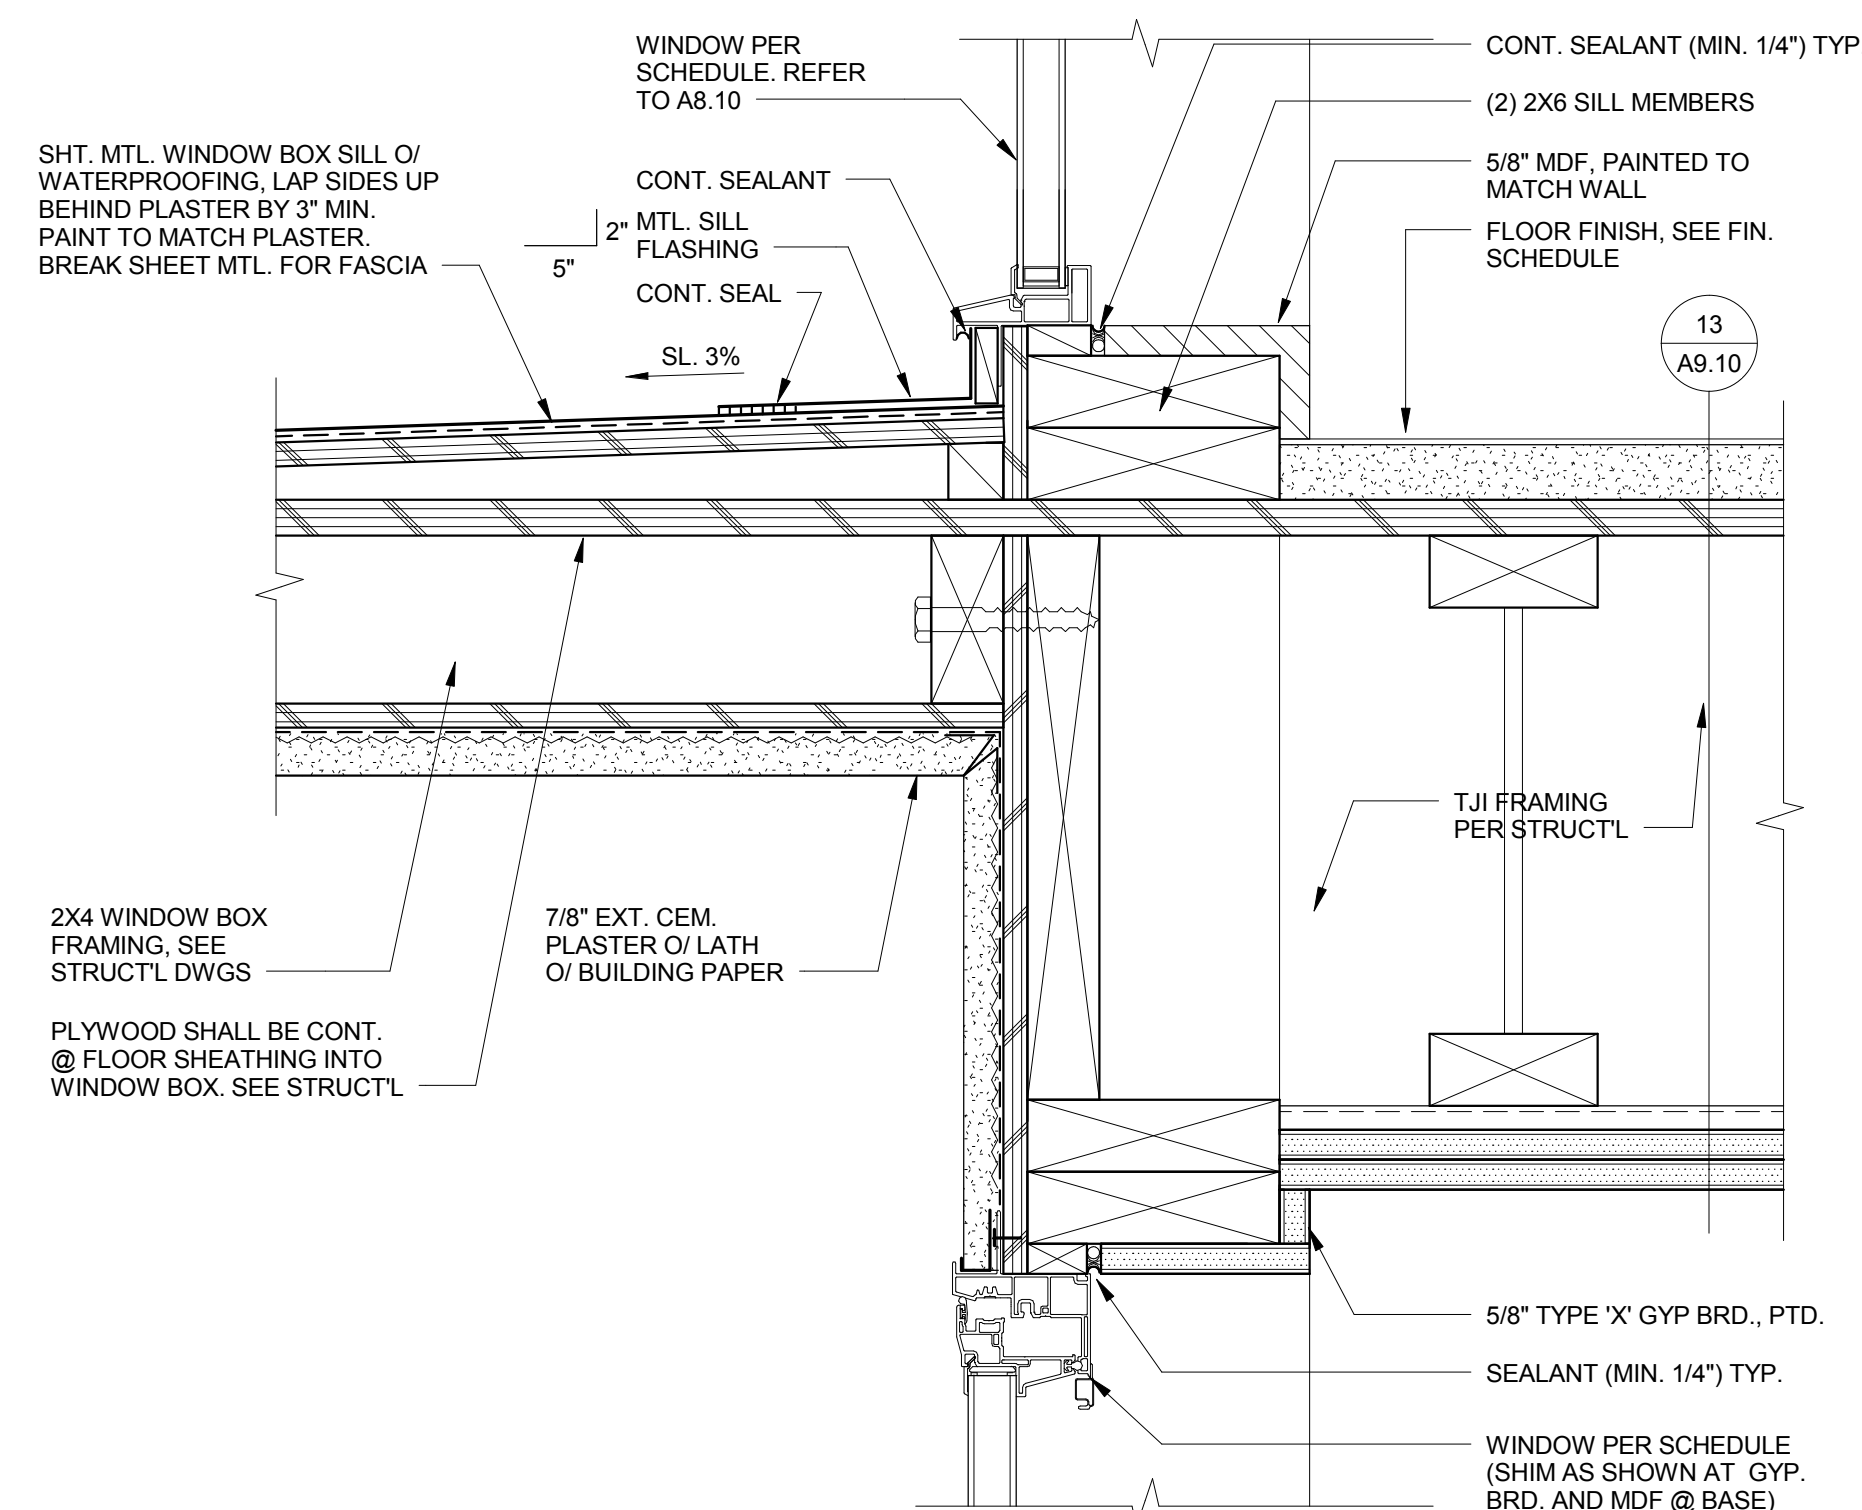 WINDOW PER
SCHEDULE. REFER
TO A8.10
CONT. SEALANT (MIN. 1/4") TYP
(2) 2X6 SILL MEMBERS
5/8" MDF, PAINTED TO
MATCH WALL
FLOOR FINISH, SEE FIN.
SCHEDULE
SHT. MTL. WINDOW BOX SILL O/
WATERPROOFING, LAP SIDES UP
BEHIND PLASTER BY 3" MIN.
PAINT TO MATCH PLASTER.
BREAK SHEET MTL. FOR FASCIA
2"
5"
CONT. SEALANT
MTL. SILL
FLASHING
CONT. SEAL
SL. 3%
13
A9.10
TJI FRAMING
PER STRUCT'L
2X4 WINDOW BOX
FRAMING, SEE
STRUCT'L DWGS
7/8" EXT. CEM.
PLASTER O/ LATH
O/ BUILDING PAPER
PLYWOOD SHALL BE CONT.
@ FLOOR SHEATHING INTO
WINDOW BOX. SEE STRUCT'L
5/8" TYPE 'X' GYP BRD., PTD.
SEALANT (MIN. 1/4") TYP.
WINDOW PER SCHEDULE
(SHIM AS SHOWN AT GYP.
BRD. AND MDF @ BASE)